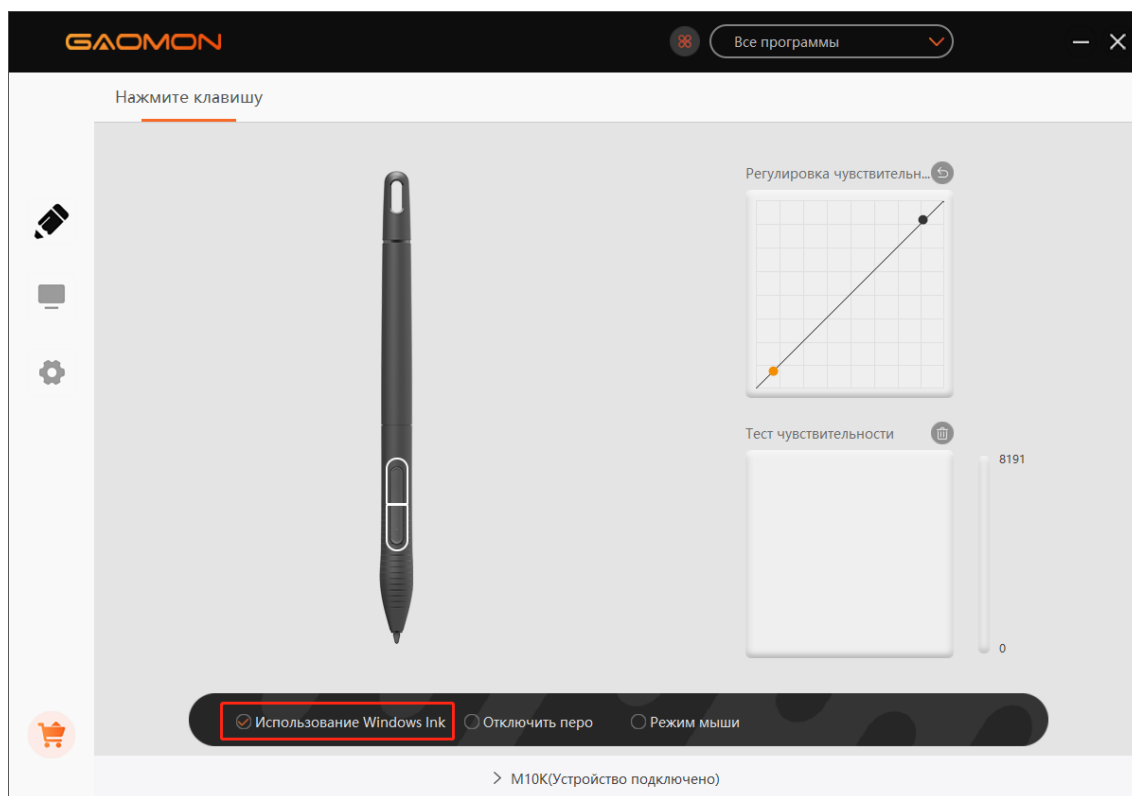 GAOMON
Все программы
Нажмите клавишу
Регулировка чувствительн...
Тест чувствительности
8191
0
Использование Windows Ink
Отключить перо
Режим мыши
M10K(Устройство подключено)